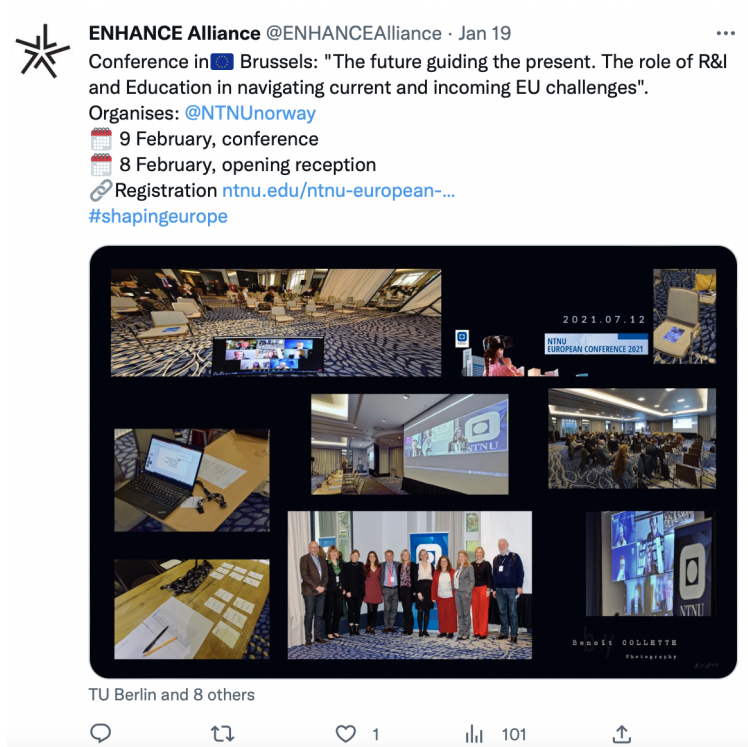 ENHANCE Alliance @ENHANCEAlliance · Jan 19
Conference in🇪🇺 Brussels: "The future guiding the present. The role of R&I
and Education in navigating current and incoming EU challenges".
Organises: @NTNUnorway
🗓 9 February, conference
🗓 8 February, opening reception
🔗Registration ntnu.edu/ntnu-european-...
#shapingeurope
2021.07.12
NTNU
EUROPEAN CONFERENCE 2021
NTNU
NTNU
by
Benoit COLLETTE
Photography
TU Berlin and 8 others
1
101